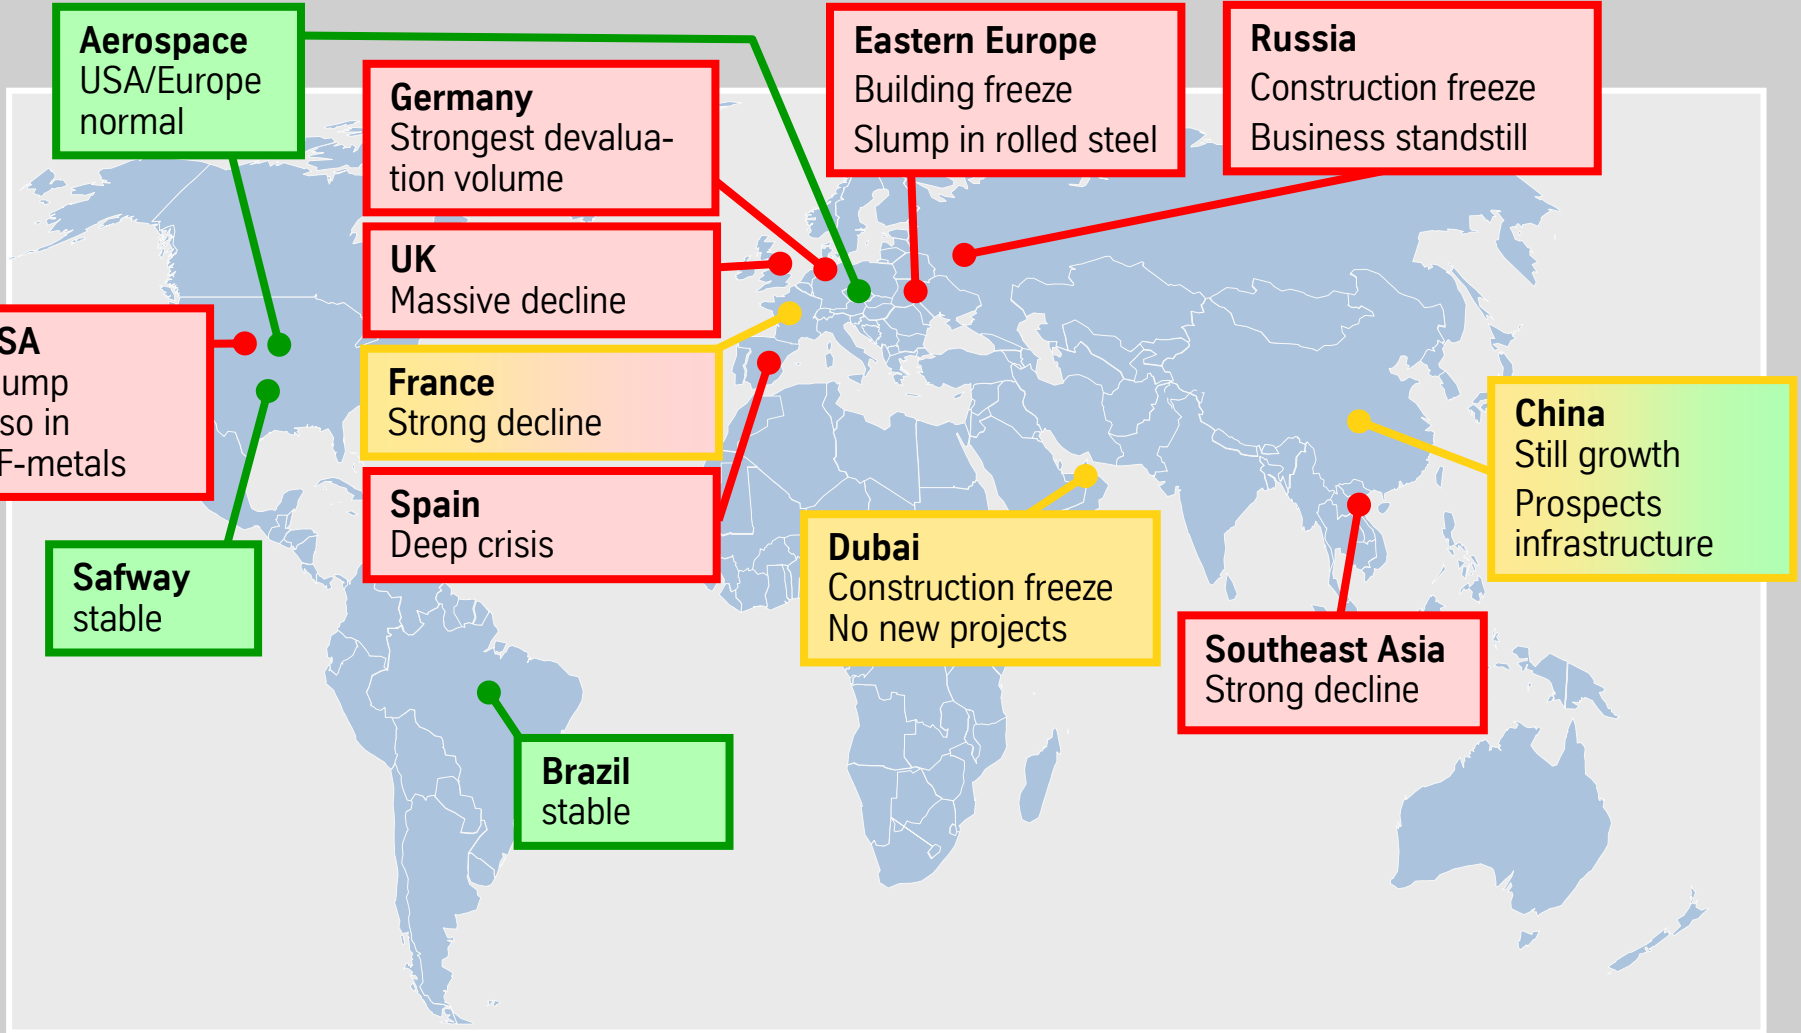 Aerospace
USA/Europe
normal
Germany
Strongest devalua-
tion volume
Eastern Europe
Building freeze
Slump in rolled steel
Russia
Construction freeze
Business standstill
UK
Massive decline
SA
ump
so in
F-metals
France
Strong decline
Spain
Deep crisis
China
Still growth
Prospects
infrastructure
Dubai
Construction freeze
No new projects
Safway
stable
Southeast Asia
Strong decline
Brazil
stable